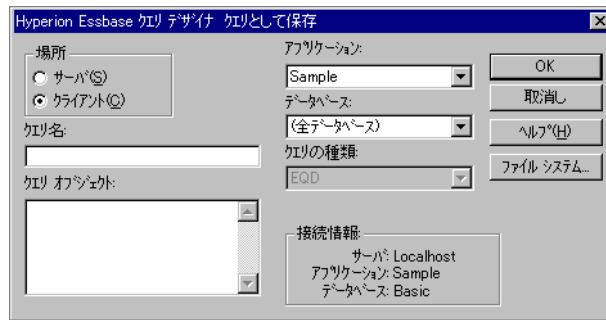 Hyperion Essbase ｸｴﾘ ﾃﾞｻﾞｲﾅ ｸｴﾘとして保存
場所
ｻｰﾊﾞ(S)
ｸﾗｲｱﾝﾄ(C)
ｸｴﾘ名:
ｸｴﾘ ｵﾌﾞｼﾞｪｸﾄ:
ｱﾌﾟﾘｹｰｼｮﾝ:
Sample
ﾃﾞｰﾀﾍﾞｰｽ:
(全ﾃﾞｰﾀﾍﾞｰｽ)
ｸｴﾘの種類:
EQD
接続情報:
ｻｰﾊﾞ: Localhost
ｱﾌﾟﾘｹｰｼｮﾝ: Sample
ﾃﾞｰﾀﾍﾞｰｽ: Basic
OK
取消し
ﾍﾙﾌﾟ(H)
ﾌｧｲﾙ ｼｽﾃﾑ...